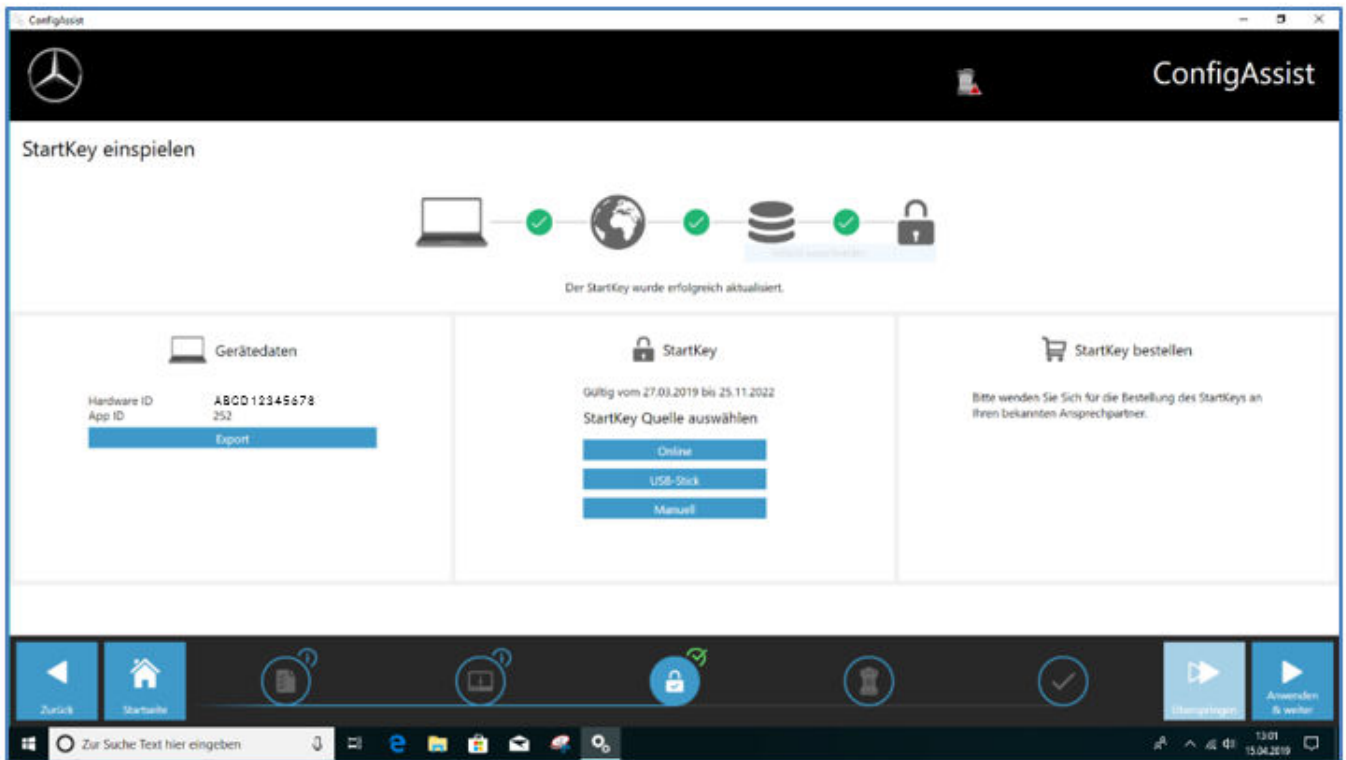 ConfigAssist
ConfigAssist
StartKey einspielen
Der StartKey wurde erfolgreich aktualisiert.
Gerätedaten
Hardware ID ABCD12345678
App ID 252
Export
StartKey
Gültig vom 27.03.2019 bis 25.11.2022
StartKey Quelle auswählen
Online
USB-Stick
Manuell
StartKey bestellen
Bitte wenden Sie Sich für die Bestellung des StartKeys an
Ihren bekannten Ansprechpartner.
Zurück
Startseite
Überspringen
Anwenden
& weiter
Zur Suche Text hier eingeben
13:01
15.04.2019